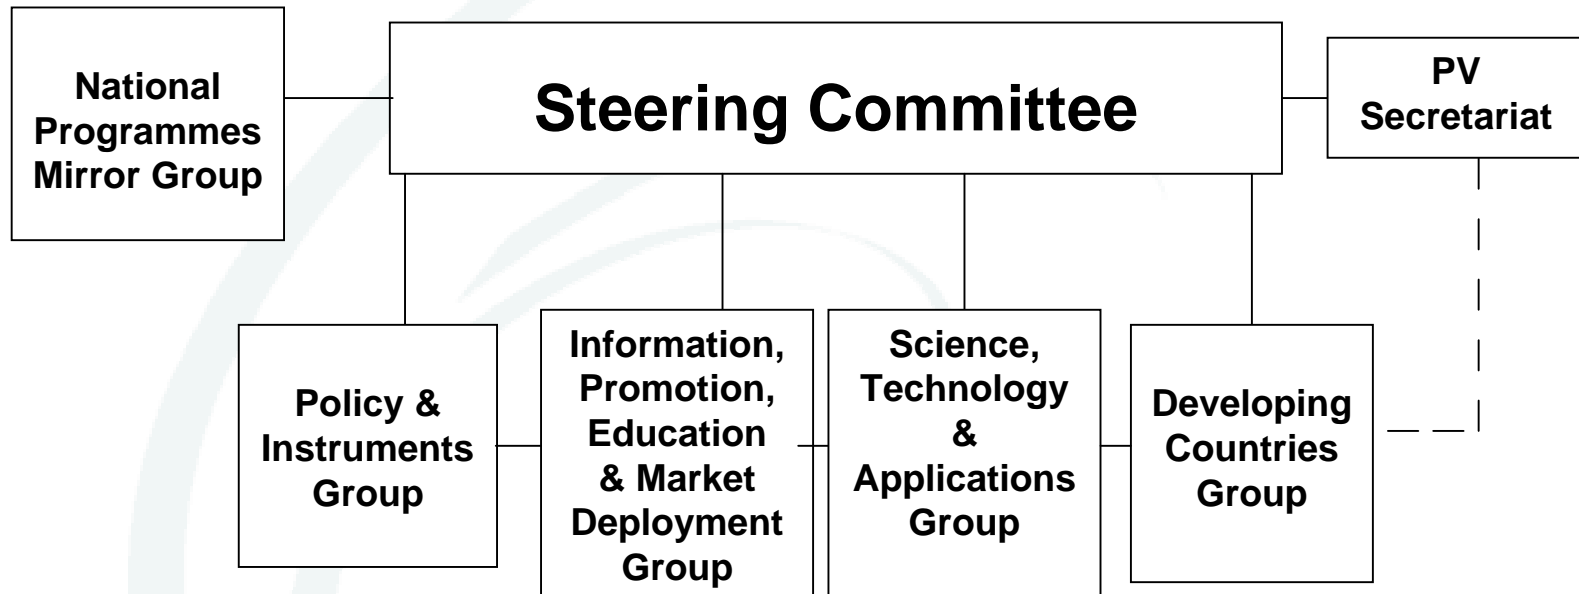 National
Programmes
Mirror Group
Steering Committee
PV
Secretariat
Policy &
Instruments
Group
Information,
Promotion,
Education
& Market
Deployment
Group
Science,
Technology
&
Applications
Group
Developing
Countries
Group